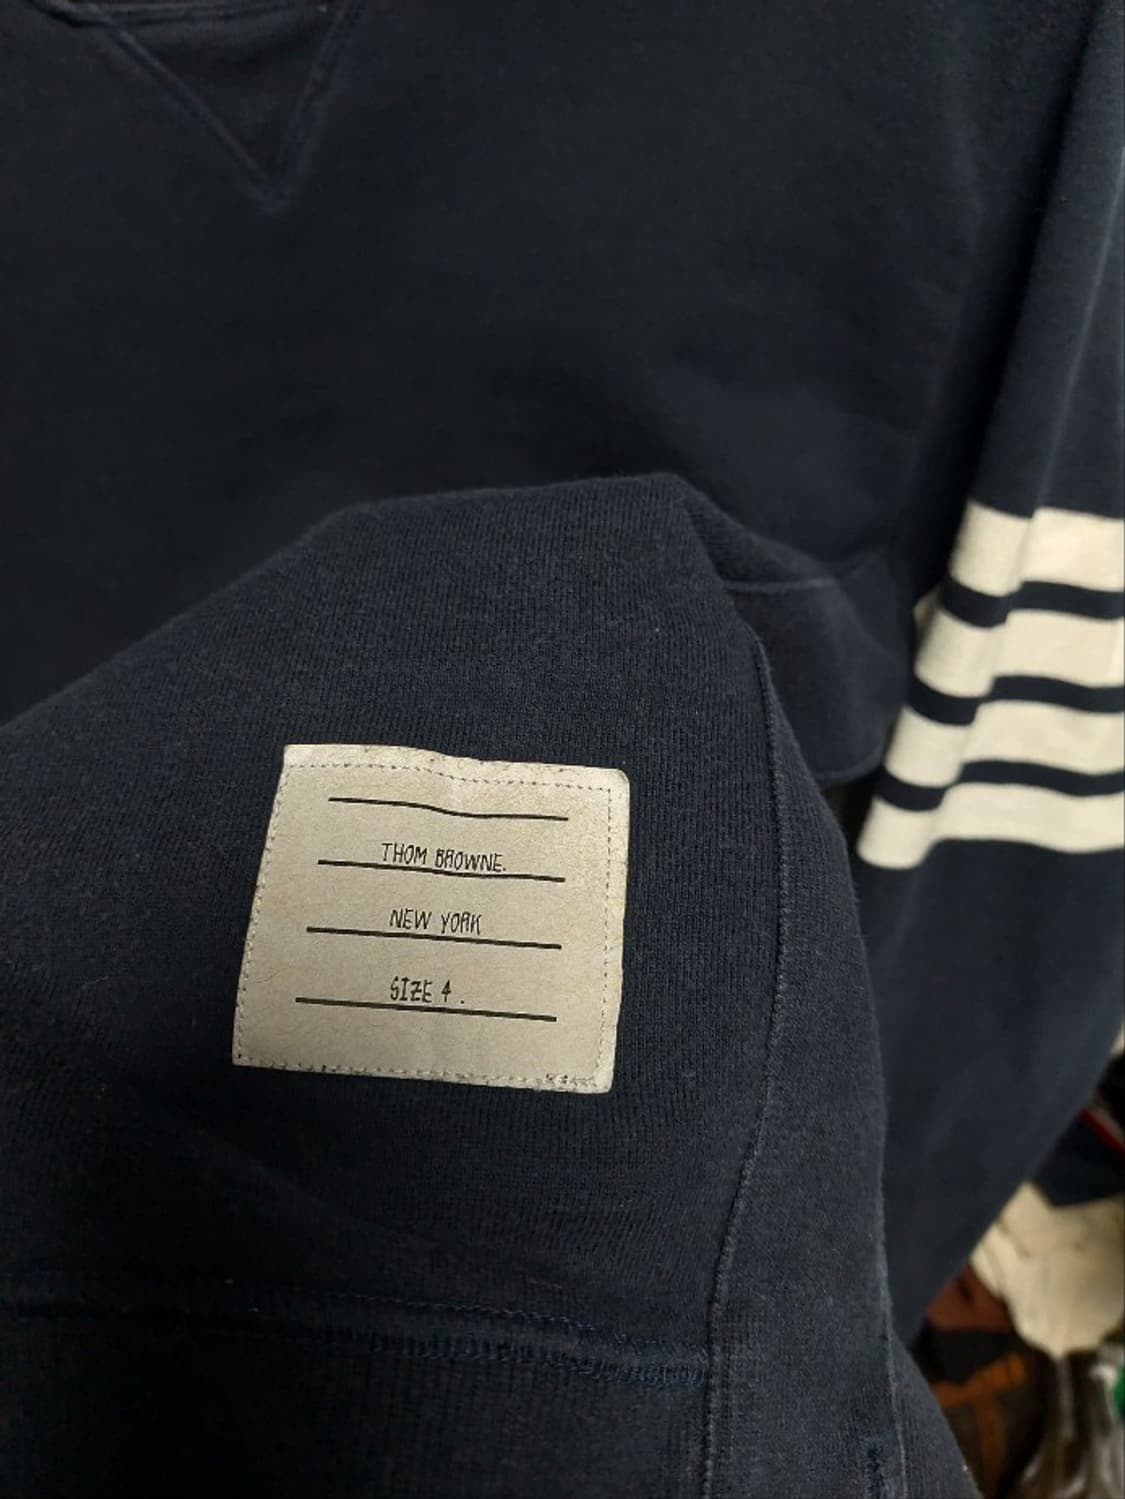 THOM BROWNE.
NEW YORK
SIZE 4.